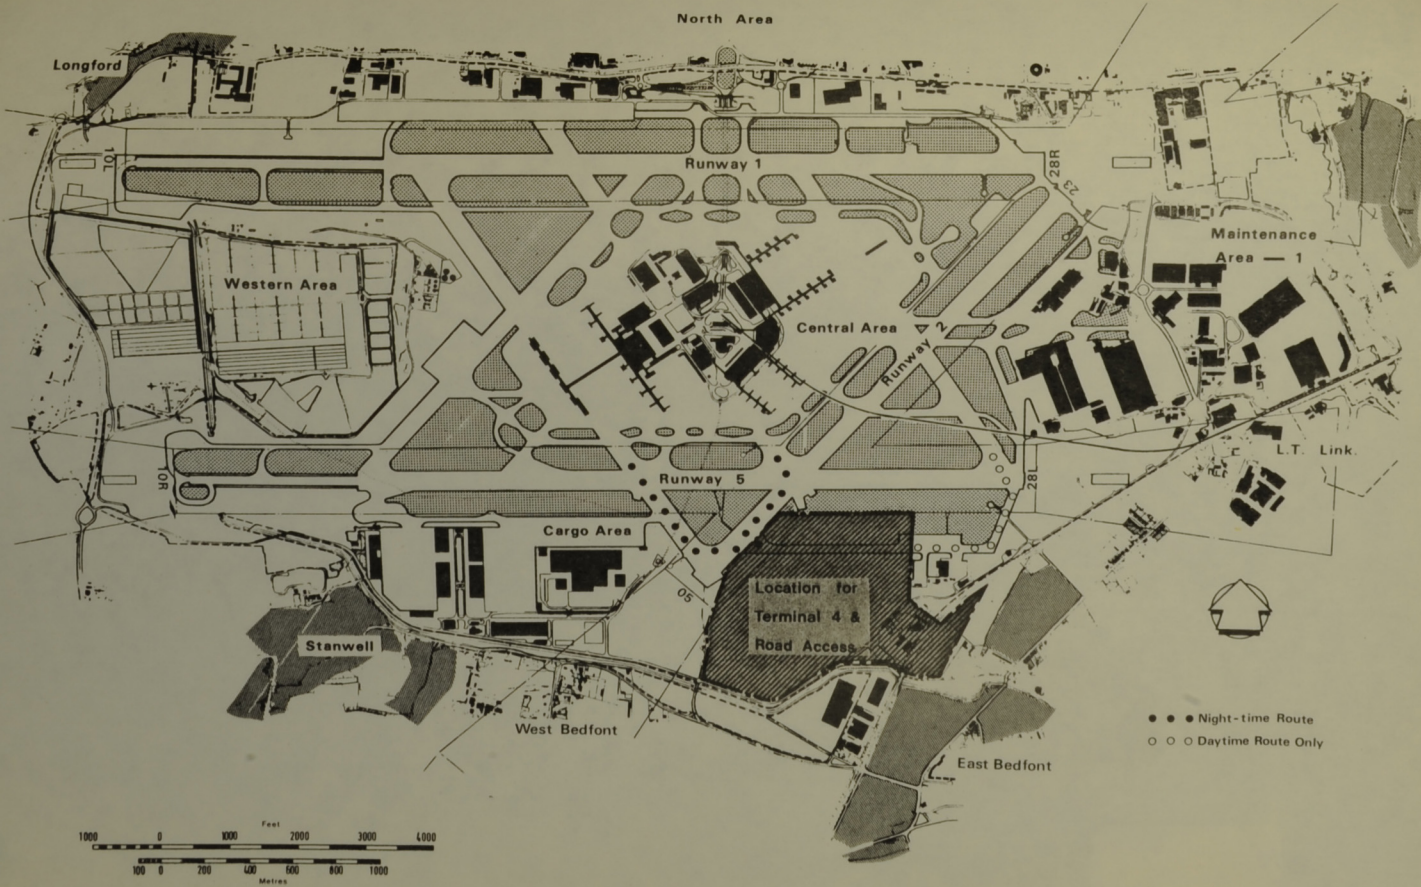 North Area
Longford
Runway 1
10L
28R
23
Maintenance
Area — 1
Western Area
Central Area
Runway 2
L.T. Link.
10R
Runway 5
28L
Cargo Area
05
Location for
Terminal 4 &
Road Access
Stanwell
West Bedfont
East Bedfont
Night-time Route
Daytime Route Only
Feet
1000 0 1000 2000 3000 4000
100 0 200 400 600 800 1000
Metres